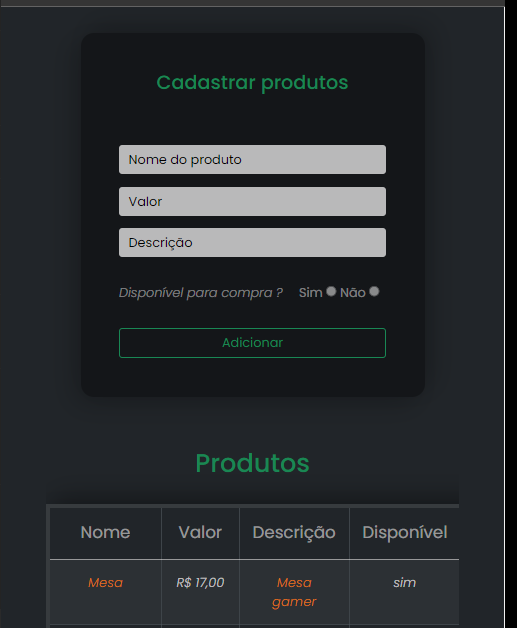 Cadastrar produtos
Nome do produto
Valor
Descrição
Disponível para compra ? Sim Não
Adicionar
Produtos
Nome Valor Descrição Disponível
Mesa R$ 17,00 Mesa gamer sim